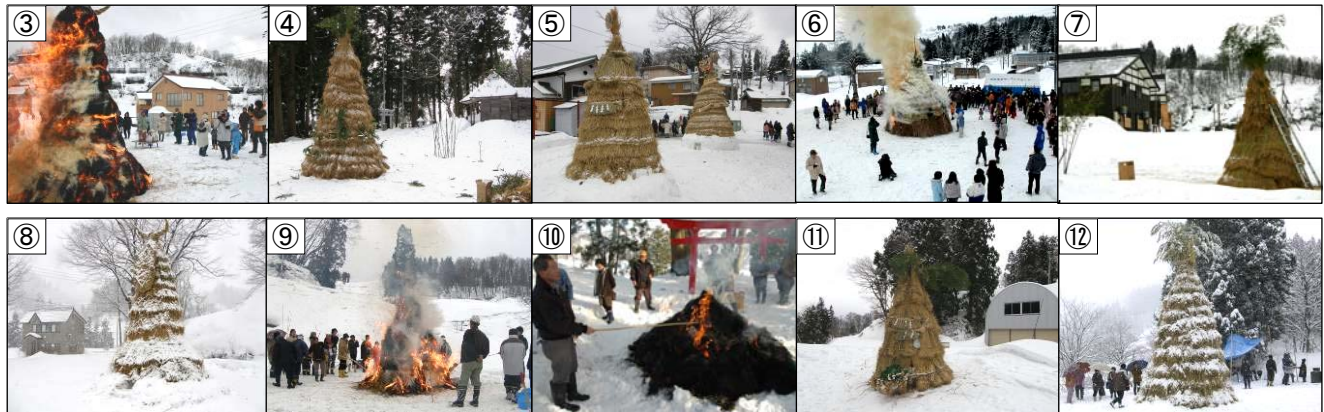 ③ ④ ⑤ ⑥ ⑦
⑧ ⑨ ⑩ ⑪ ⑫